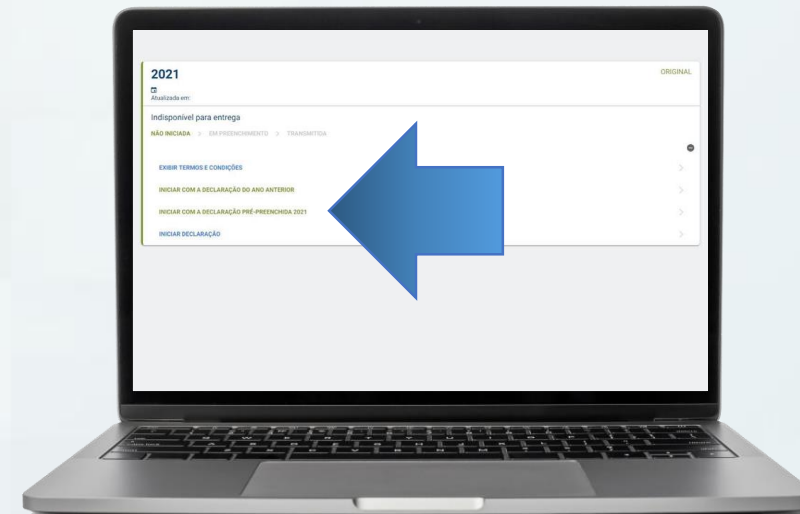 2021
ORIGINAL
Atualizada em:
Indisponível para entrega
NÃO INICIADA > EM PREENCHIMENTO > TRANSMITIDA
EXIBIR TERMOS E CONDIÇÕES >
INICIAR COM A DECLARAÇÃO DO ANO ANTERIOR >
INICIAR COM A DECLARAÇÃO PRÉ-PREENCHIDA 2021 >
INICIAR DECLARAÇÃO >